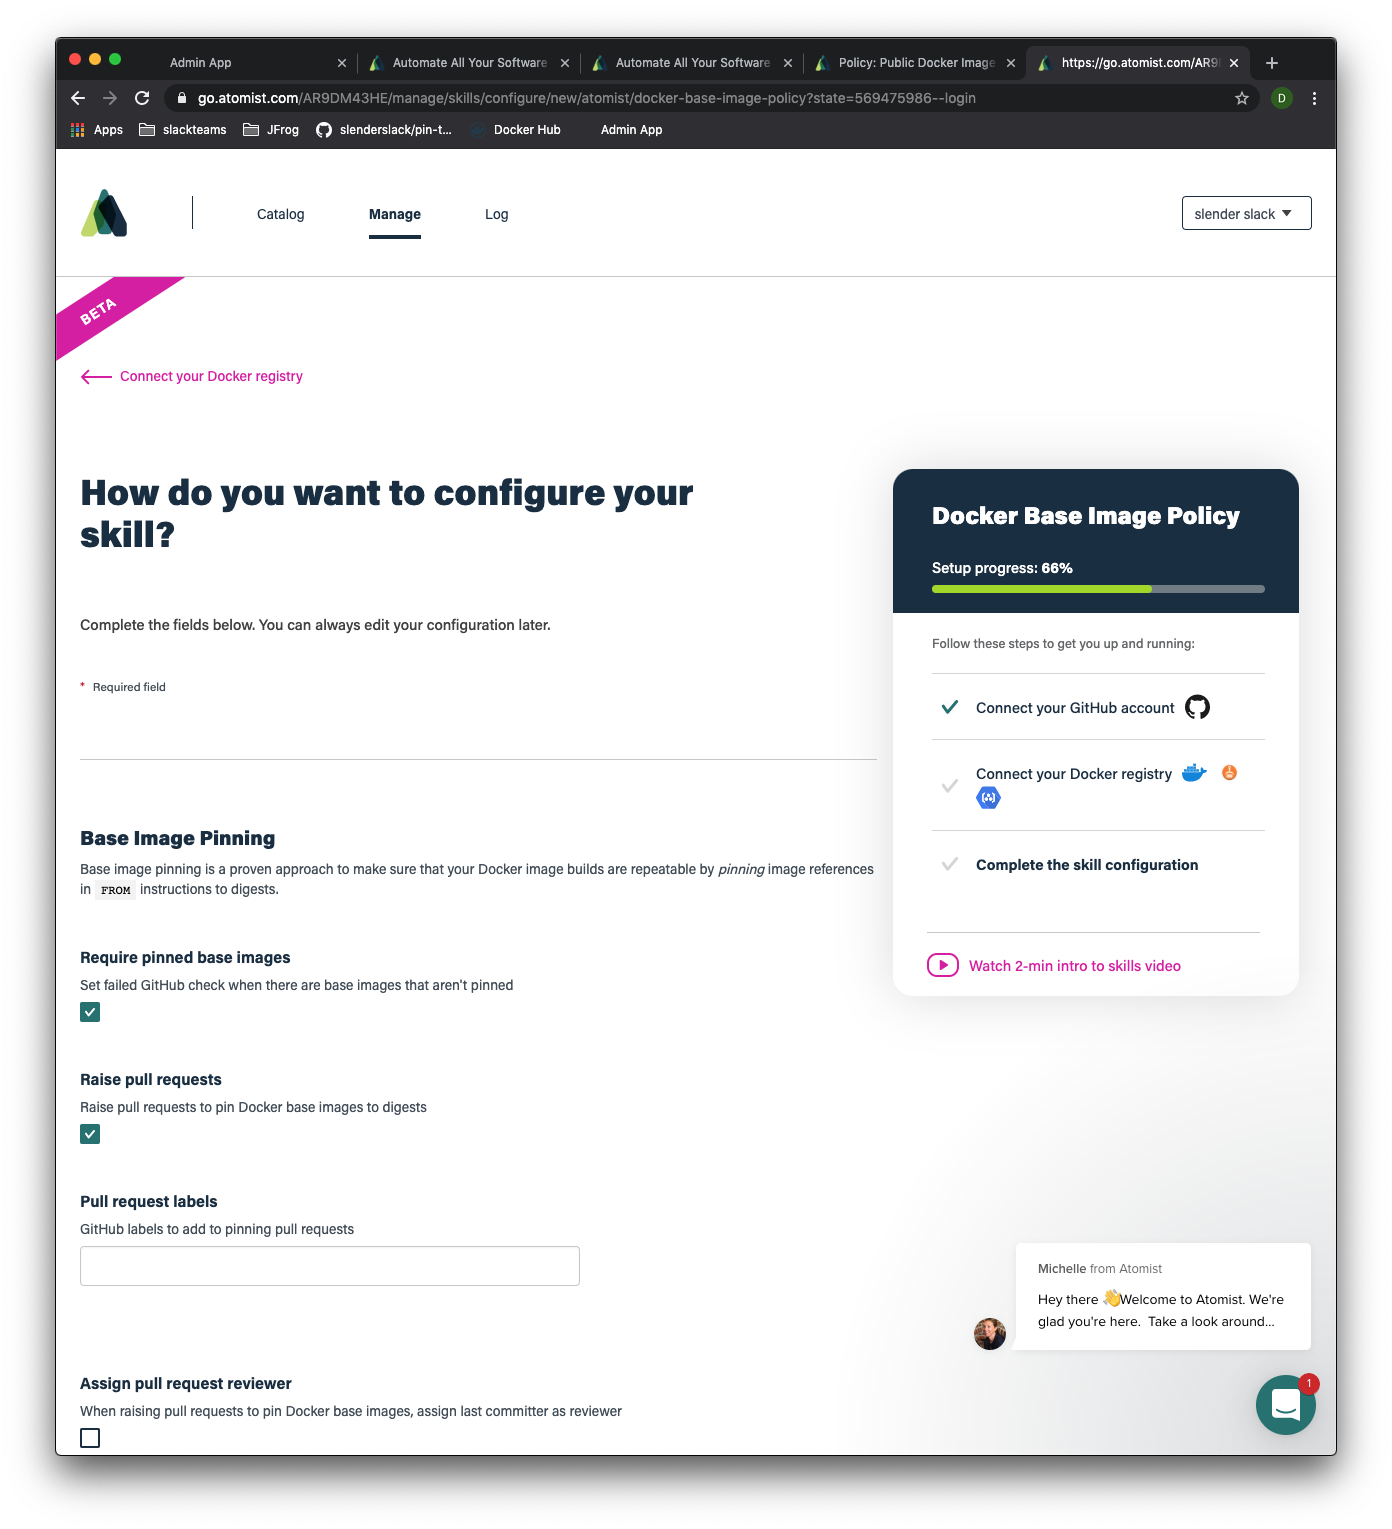 Admin App
Automate All Your Software
Automate All Your Software
Policy: Public Docker Image
https://go.atomist.com/AR9
go.atomist.com/AR9DM43HE/manage/skills/configure/new/atomist/docker-base-image-policy?state=569475986--login
D
Apps
slackteams
JFrog
slenderslack/pin-t...
Docker Hub
Admin App
Catalog
Manage
Log
slender slack
BETA
Connect your Docker registry
How do you want to configure your
skill?
Complete the fields below. You can always edit your configuration later.
* Required field
Base Image Pinning
Base image pinning is a proven approach to make sure that your Docker image builds are repeatable by pinning image references
in FROM instructions to digests.
Require pinned base images
Set failed GitHub check when there are base images that aren't pinned
Raise pull requests
Raise pull requests to pin Docker base images to digests
Pull request labels
GitHub labels to add to pinning pull requests
Assign pull request reviewer
When raising pull requests to pin Docker base images, assign last committer as reviewer
Docker Base Image Policy
Setup progress: 66%
Follow these steps to get you up and running:
Connect your GitHub account
Connect your Docker registry
Complete the skill configuration
Watch 2-min intro to skills video
Michelle from Atomist
Hey there 👋Welcome to Atomist. We're
glad you're here. Take a look around...
1